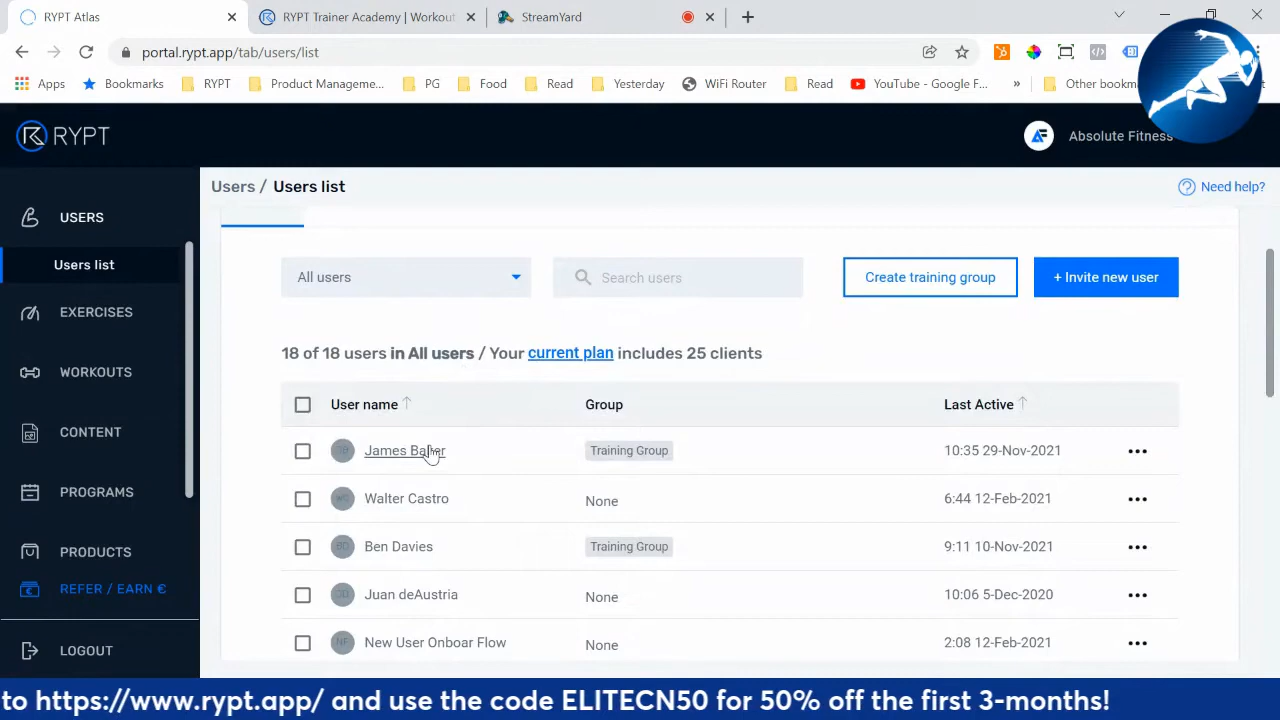 RYPT Atlas
RYPT Trainer Academy | Workout
StreamYard
portal.rypt.app/tab/users/list
Apps
Bookmarks
RYPT
Product Manageme...
PC
Food
Read
Yesterday
WiFi Router
Read
YouTube - Google F...
»
Other bookm
RYPT
Absolute Fitness
USERS
Users list
EXERCISES
WORKOUTS
CONTENT
PROGRAMS
PRODUCTS
REFER / EARN €
LOGOUT
Users / Users list
Need help?
All users
Search users
Create training group
+ Invite new user
18 of 18 users in All users / Your current plan includes 25 clients
User name Group Last Active
James Training Group 10:35 29-Nov-2021
Walter Castro None 6:44 12-Feb-2021
Ben Davies Training Group 9:11 10-Nov-2021
Juan deAustria None 10:06 5-Dec-2020
New User Onboar Flow None 2:08 12-Feb-2021
to https://www.rypt.app/ and use the code ELITECN50 for 50% off the first 3-months!